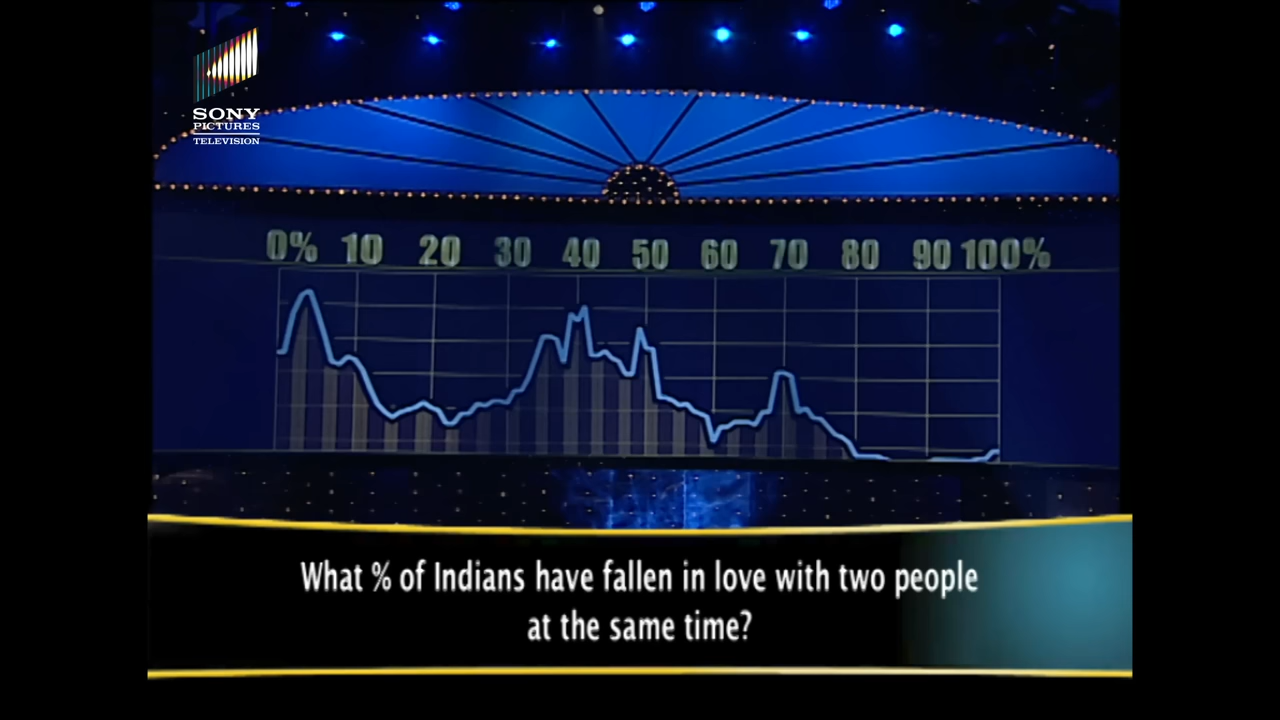 SONY
PICTURES
TELEVISION
0% 10 20 30 40 50 60 70 80 90 100%
What % of Indians have fallen in love with two people
at the same time?